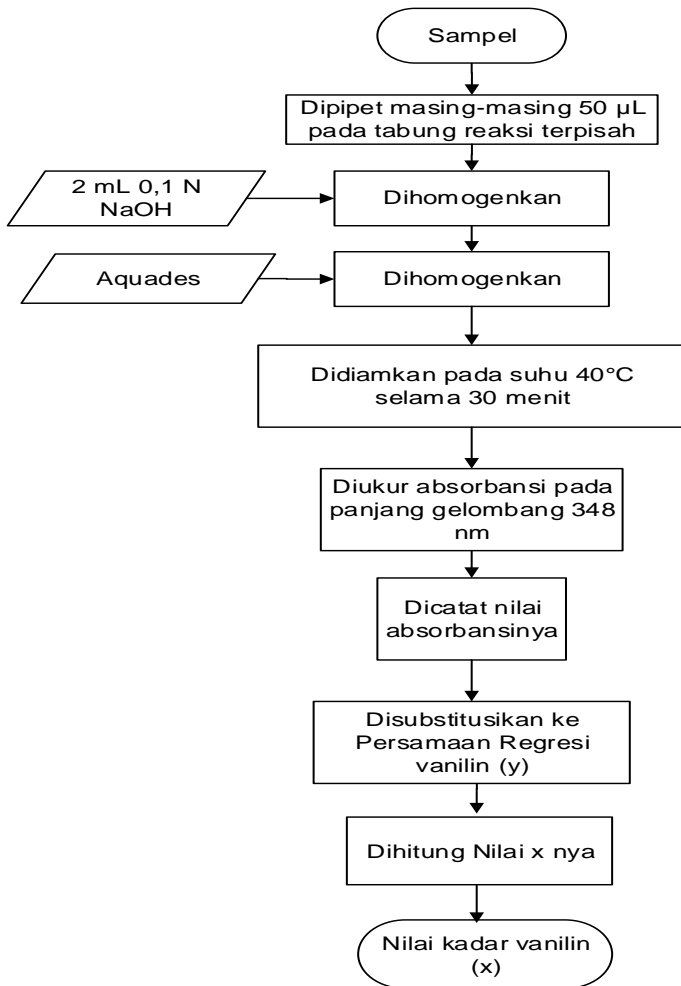 Sampel
Dipipet masing-masing 50 µL
pada tabung reaksi terpisah
2 mL 0,1 N
NaOH
Dihomogenkan
Aquades
Dihomogenkan
Didiamkan pada suhu 40°C
selama 30 menit
Diukur absorbansi pada
panjang gelombang 348
nm
Dicatat nilai
absorbansinya
Disubstitusikan ke
Persamaan Regresi
vanilin (y)
Dihitung Nilai x nya
Nilai kadar vanilin
(x)